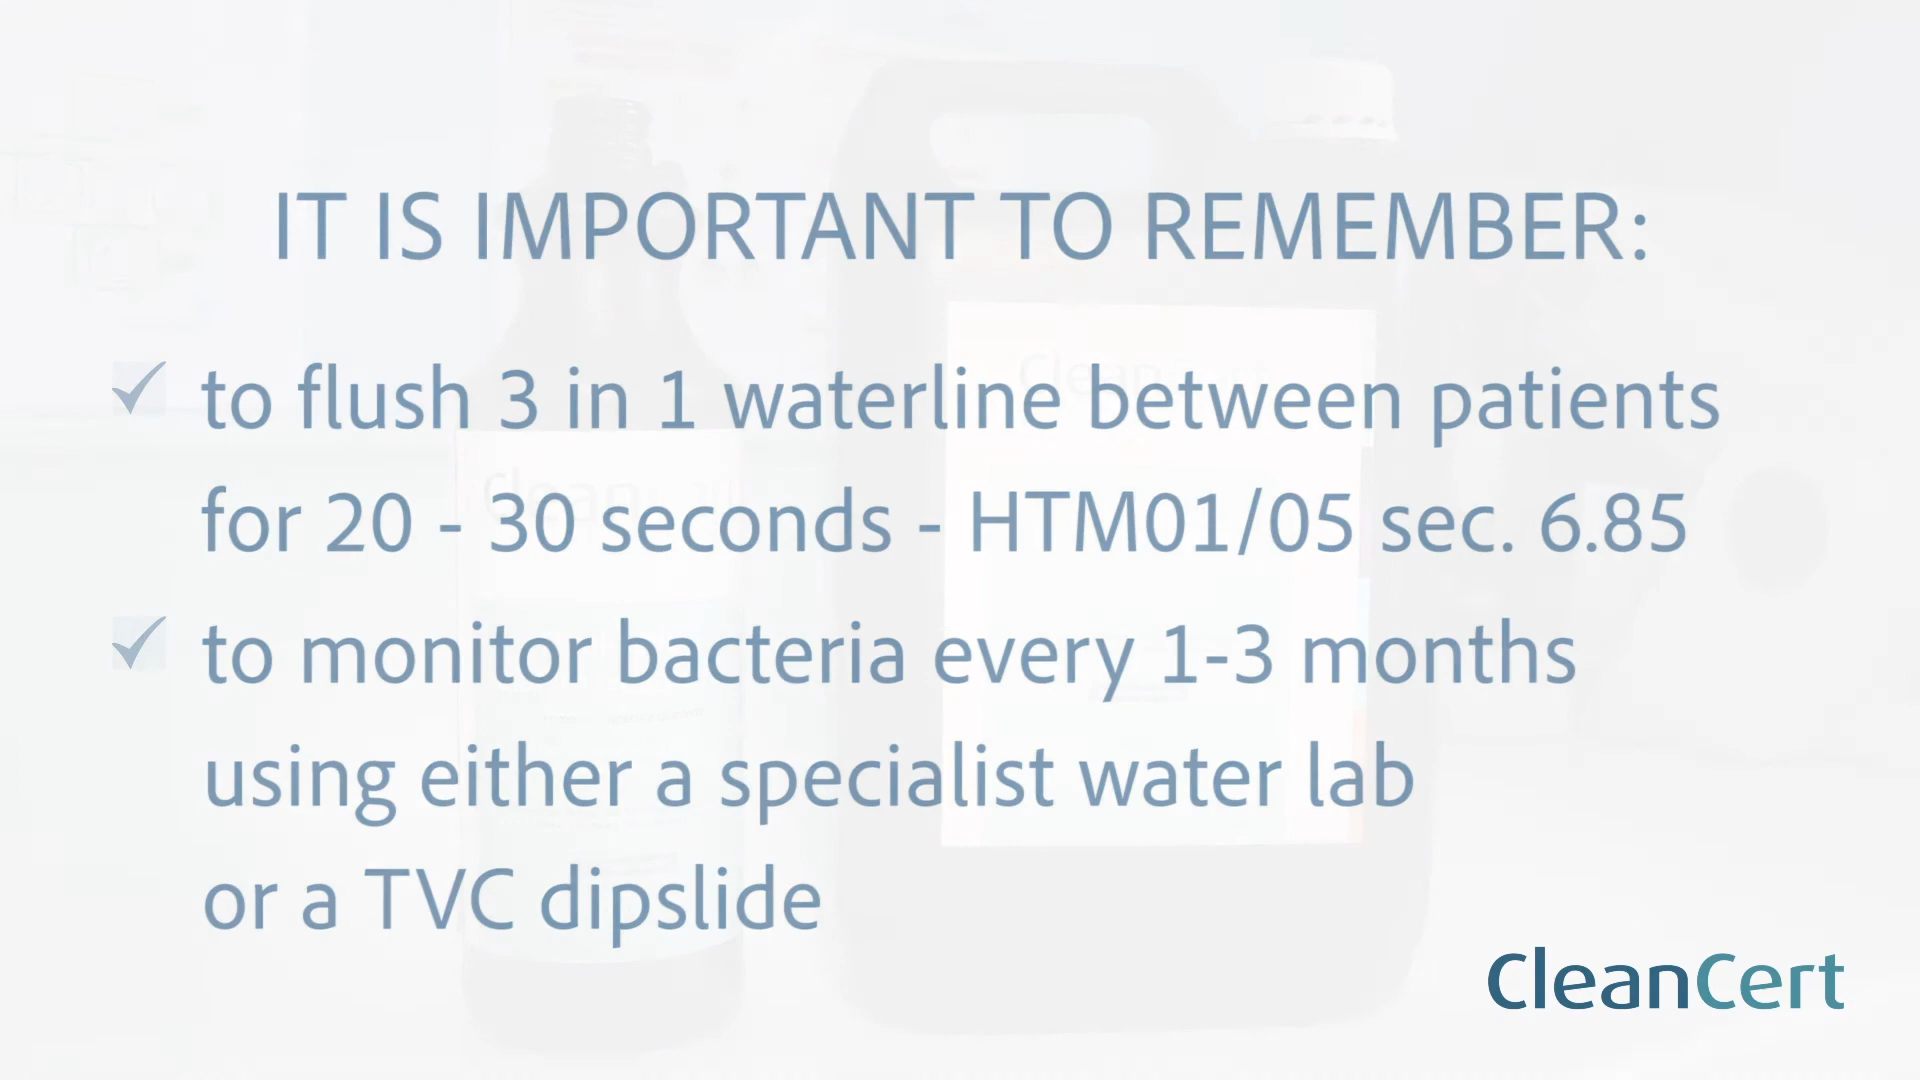 IT IS IMPORTANT TO REMEMBER:
to flush 3 in 1 waterline between patients
for 20 - 30 seconds - HTM01/05 sec. 6.85
to monitor bacteria every 1-3 months
using either a specialist water lab
or a TVC dipslide
CleanCert